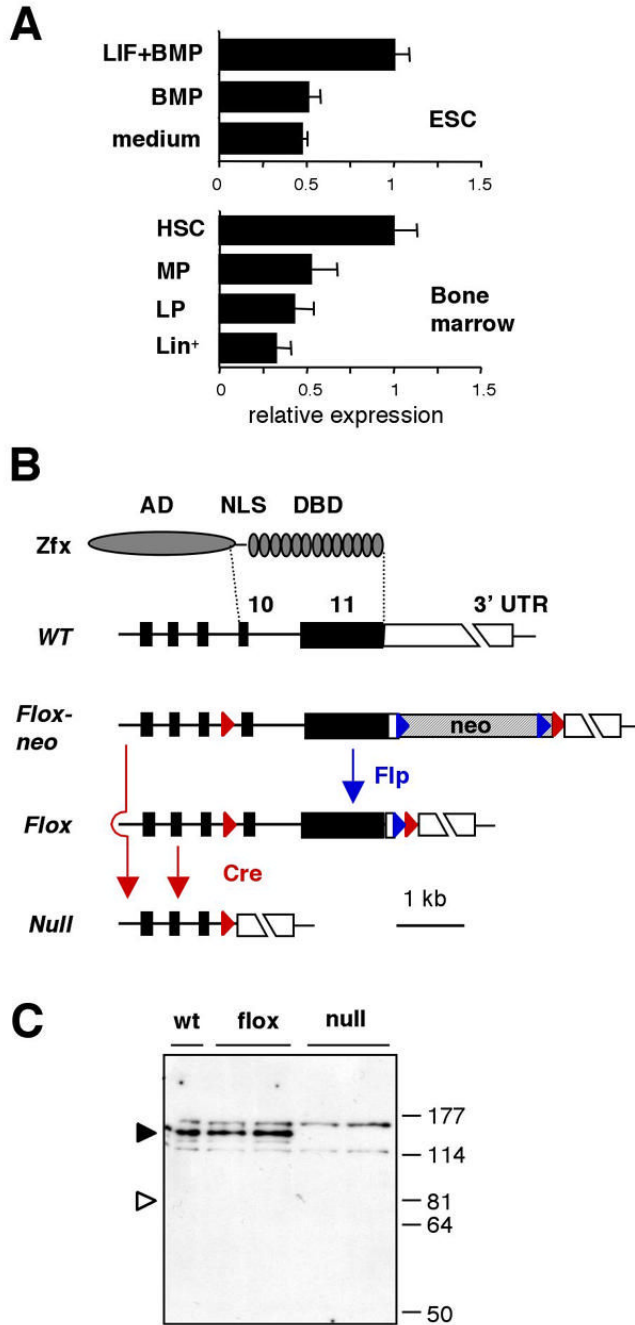 A
LIF+BMP
BMP
medium
ESC
0 0.5 1 1.5
HSC
MP
LP
Lin+
Bone
marrow
0 0.5 1 1.5
relative expression
B
AD NLS DBD
Zfx
10 11 3' UTR
WT
Flox-
neo
neo
Flp
Flox
Cre
1 kb
Null
C
wt flox null
177
114
81
64
50